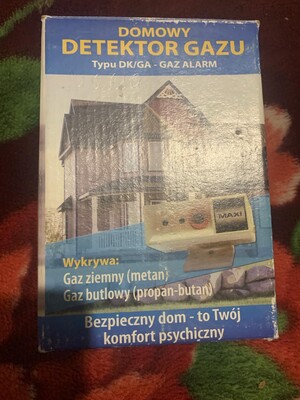 DOMOWY
DETEKTOR GAZU
Typu DK/GA - GAZ ALARM
MAXI
Wykrywa:
Gaz ziemny (metan)
Gaz butlowy (propan-butan)
Bezpieczny dom - to Twój
komfort psychiczny